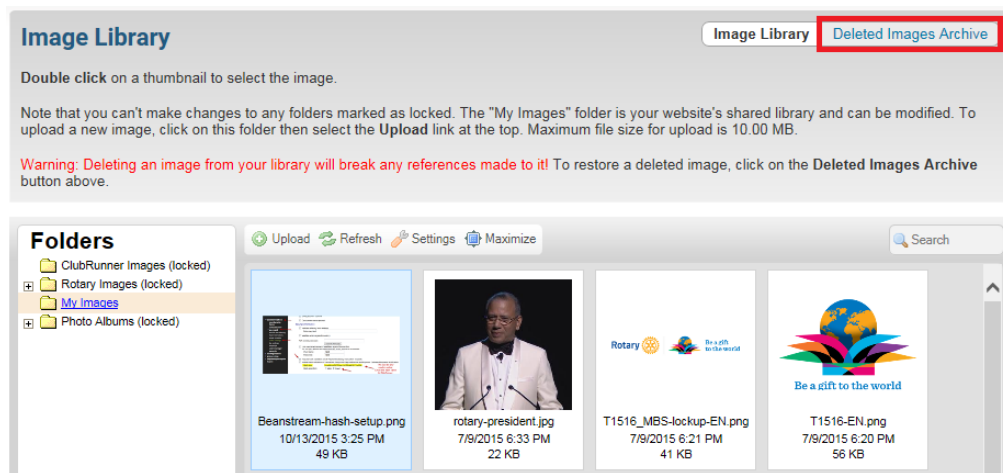 Image Library
Image Library
Deleted Images Archive
Double click on a thumbnail to select the image.
Note that you can't make changes to any folders marked as locked. The "My Images" folder is your website's shared library and can be modified. To
upload a new image, click on this folder then select the Upload link at the top. Maximum file size for upload is 10.00 MB.
Warning: Deleting an image from your library will break any references made to it! To restore a deleted image, click on the Deleted Images Archive
button above.
Folders
ClubRunner Images (locked)
Rotary Images (locked)
My Images
Photo Albums (locked)
Upload
Refresh
Settings
Maximize
Search
Beanstream-hash-setup.png
10/13/2015 3:25 PM
49 KB
rotary-president.jpg
7/9/2015 6:33 PM
22 KB
Rotary
Be a gift
to the world
T1516_MBS-lockup-EN.png
7/9/2015 6:21 PM
41 KB
Be a gift to the world
T1516-EN.png
7/9/2015 6:20 PM
56 KB